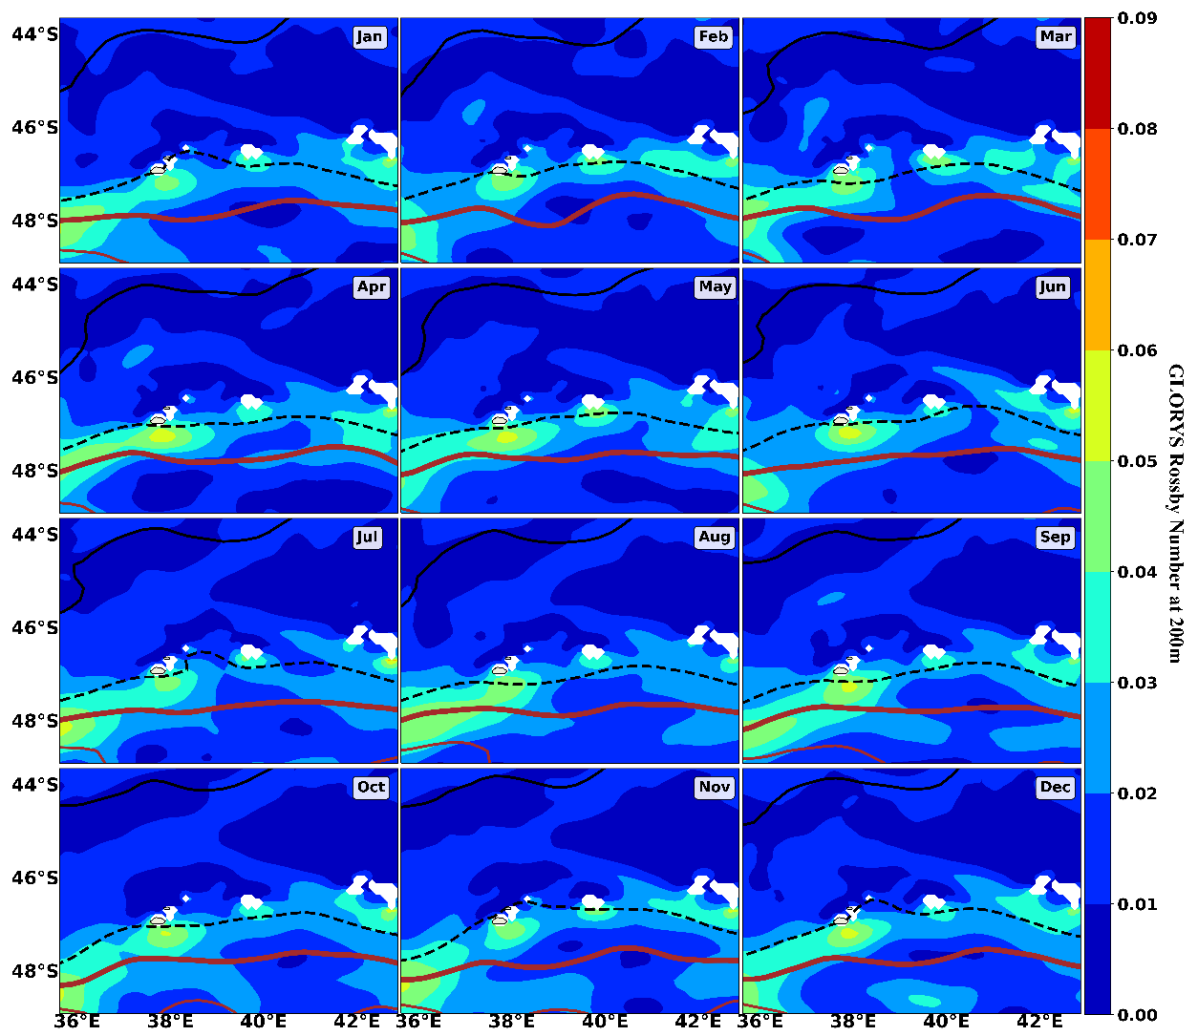 44°S
Jan
Feb
Mar
46°S
48°S
44°S
Apr
May
Jun
46°S
48°S
44°S
Jul
Aug
Sep
46°S
48°S
44°S
Oct
Nov
Dec
46°S
48°S
36°E 38°E 40°E 42°E 36°E 38°E 40°E 42°E 36°E 38°E 40°E 42°E
0.09
0.08
0.07
0.06
0.05
0.04
0.03
0.02
0.01
0.00
GLORYS Rossby Number at 200m